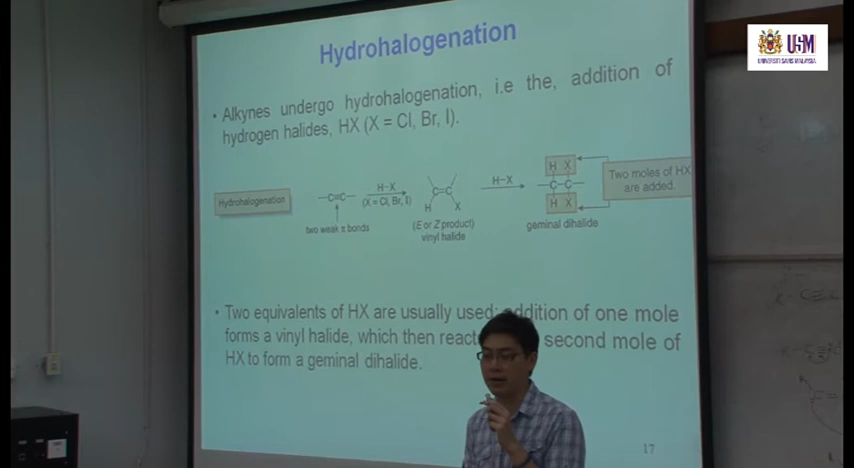 USM
UNIVERSITI SAINS MALAYSIA
Hydrohalogenation
• Alkynes undergo hydrohalogenation, i.e the, addition of
hydrogen halides, HX (X = Cl, Br, I).
Hydrohalogenation
—C≡C—
two weak π bonds
H–X
(X = Cl, Br, I)
C=C
H X
(E or Z product)
vinyl halide
H–X
H X
—C—C—
H X
geminal dihalide
Two moles of HX
are added.
• Two equivalents of HX are usually used: addition of one mole
forms a vinyl halide, which then reacts second mole of
HX to form a geminal dihalide.
17